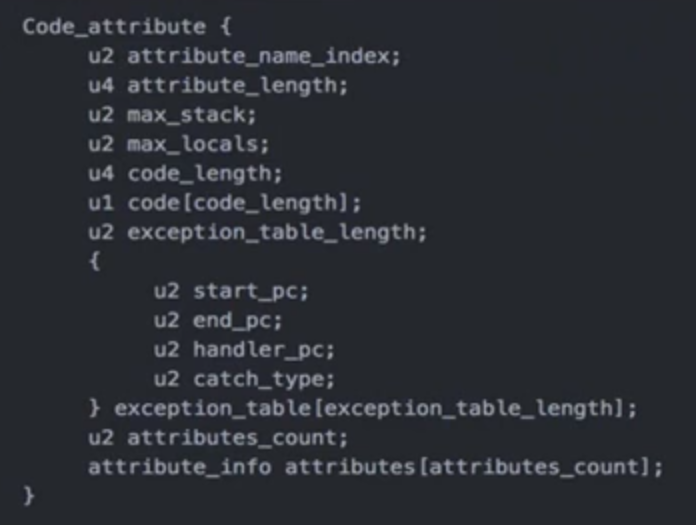 Code_attribute {
u2 attribute_name_index;
u4 attribute_length;
u2 max_stack;
u2 max_locals;
u4 code_length;
u1 code[code_length];
u2 exception_table_length;
{
u2 start_pc;
u2 end_pc;
u2 handler_pc;
u2 catch_type;
} exception_table[exception_table_length];
u2 attributes_count;
attribute_info attributes[attributes_count];
}